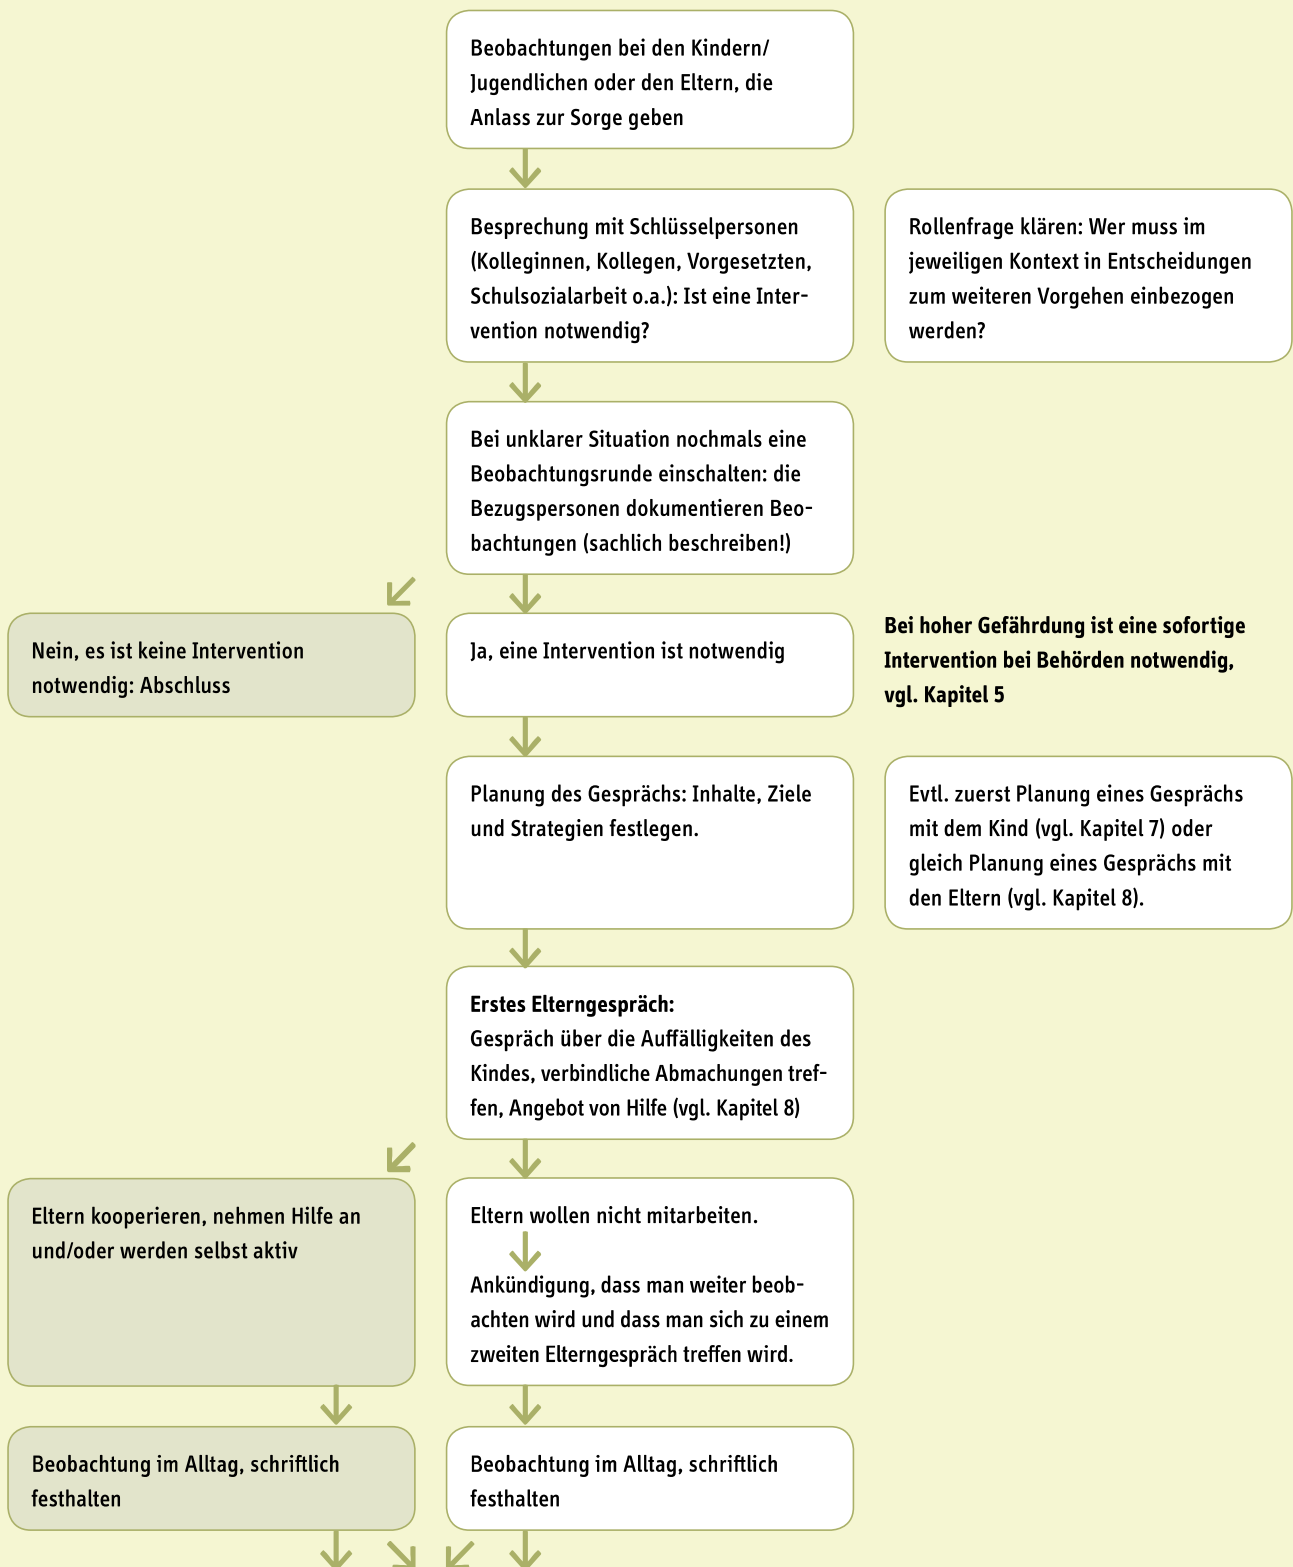 Beobachtungen bei den Kindern/
Jugendlichen oder den Eltern, die
Anlass zur Sorge geben
Besprechung mit Schlüsselpersonen
(Kolleginnen, Kollegen, Vorgesetzten,
Schulsozialarbeit o.a.): Ist eine Inter-
vention notwendig?
Rollenfrage klären: Wer muss im
jeweiligen Kontext in Entscheidungen
zum weiteren Vorgehen einbezogen
werden?
Bei unklarer Situation nochmals eine
Beobachtungsrunde einschalten: die
Bezugspersonen dokumentieren Beo-
bachtungen (sachlich beschreiben!)
Nein, es ist keine Intervention
notwendig: Abschluss
Ja, eine Intervention ist notwendig
Bei hoher Gefährdung ist eine sofortige
Intervention bei Behörden notwendig,
vgl. Kapitel 5
Planung des Gesprächs: Inhalte, Ziele
und Strategien festlegen.
Evtl. zuerst Planung eines Gesprächs
mit dem Kind (vgl. Kapitel 7) oder
gleich Planung eines Gesprächs mit
den Eltern (vgl. Kapitel 8).
Erstes Elterngespräch:
Gespräch über die Auffälligkeiten des
Kindes, verbindliche Abmachungen tref-
fen, Angebot von Hilfe (vgl. Kapitel 8)
Eltern kooperieren, nehmen Hilfe an
und/oder werden selbst aktiv
Eltern wollen nicht mitarbeiten.
Ankündigung, dass man weiter beob-
achten wird und dass man sich zu einem
zweiten Elterngespräch treffen wird.
Beobachtung im Alltag, schriftlich
festhalten
Beobachtung im Alltag, schriftlich
festhalten